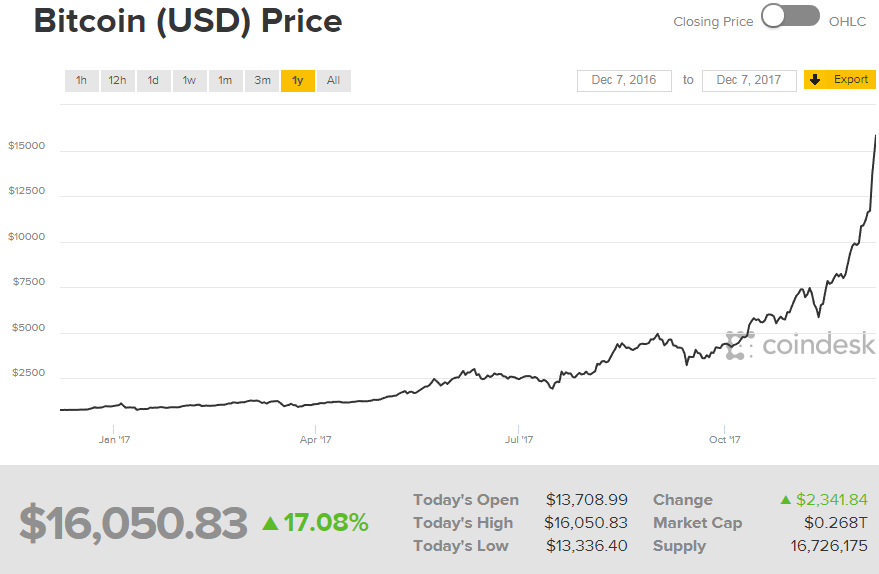 Bitcoin (USD) Price
Closing Price OHLC
1h 12h 1d 1w 1m 3m 1y All
Dec 7, 2016 to Dec 7, 2017 Export
$15000
$12500
$10000
$7500
$5000
coindesk
$2500
Jan '17 Apr '17 Jul '17 Oct '17
$16,050.83 ▲ 17.08%
Today's Open $13,708.99 Change ▲ $2,341.84
Today's High $16,050.83 Market Cap $0.268T
Today's Low $13,336.40 Supply 16,726,175